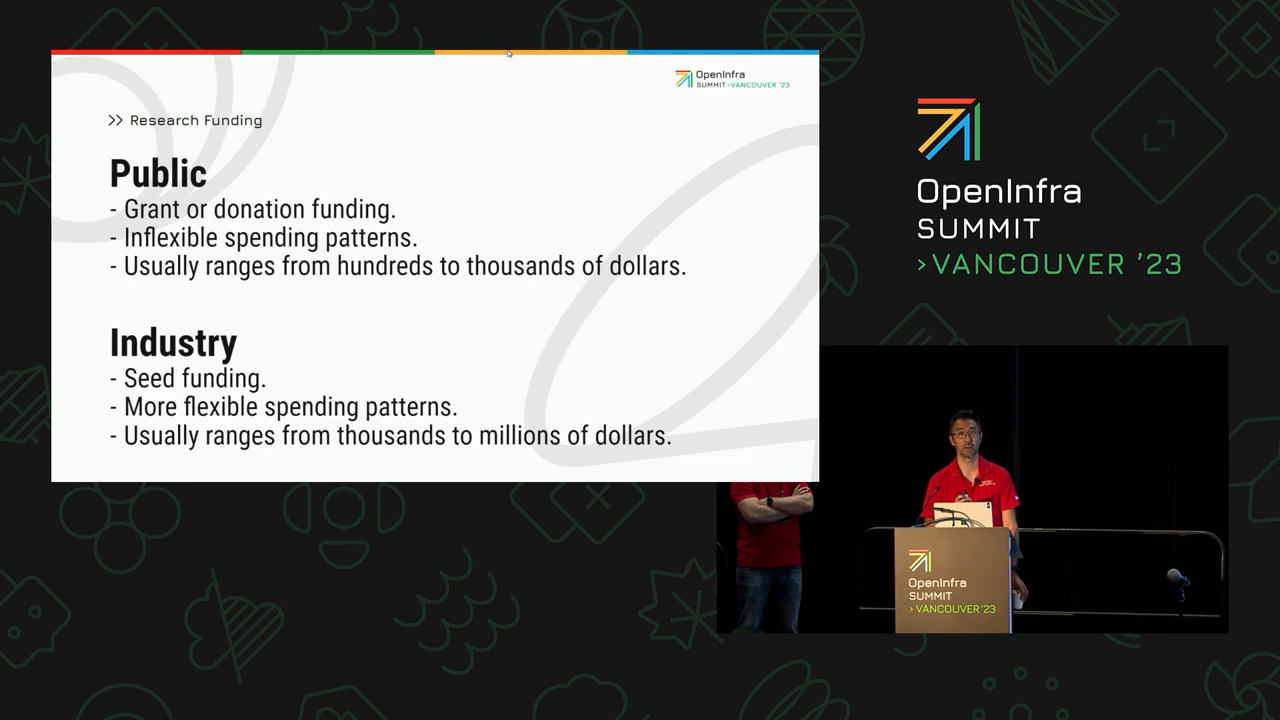 OpenInfra
SUMMIT >VANCOUVER '23
>> Research Funding
Public
- Grant or donation funding.
- Inflexible spending patterns.
- Usually ranges from hundreds to thousands of dollars.
Industry
- Seed funding.
- More flexible spending patterns.
- Usually ranges from thousands to millions of dollars.
OpenInfra
SUMMIT
>VANCOUVER '23
OpenInfra
SUMMIT
> VANCOUVER '23